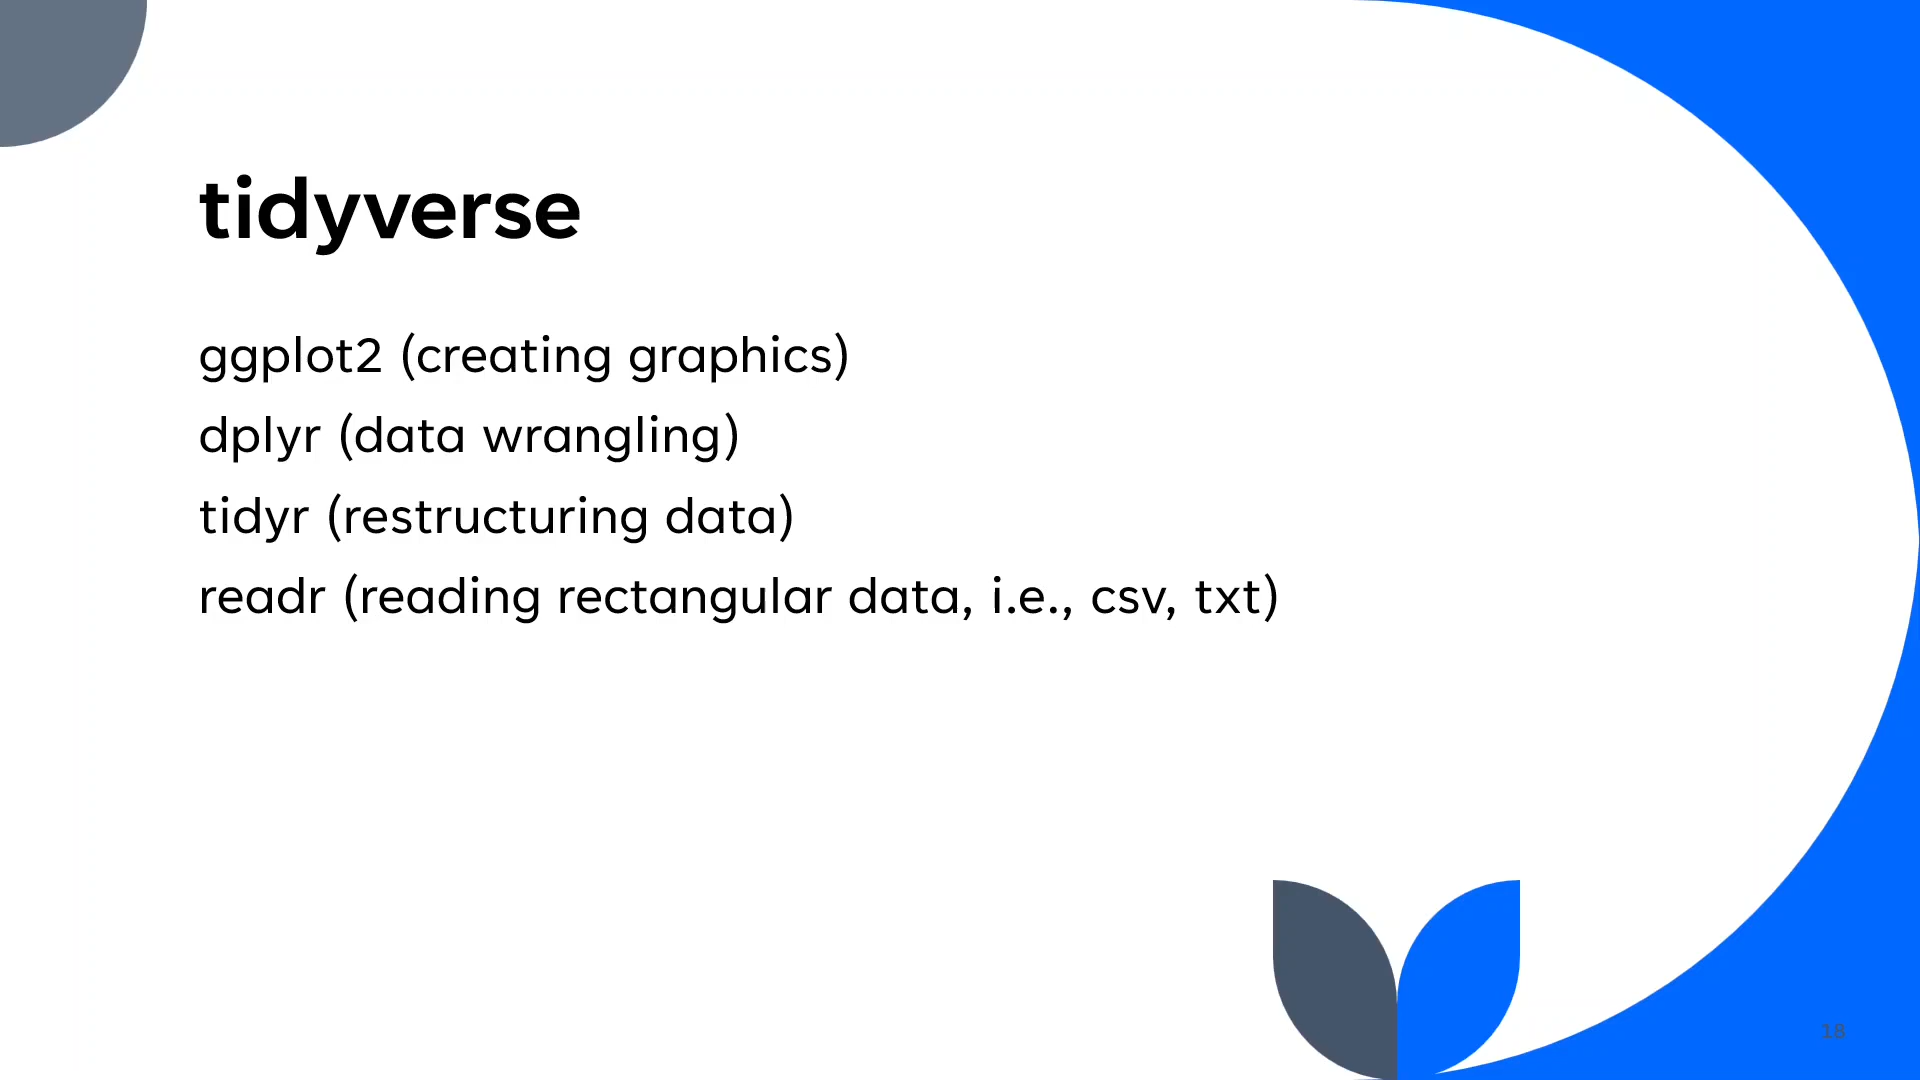 tidyverse
ggplot2 (creating graphics)
dplyr (data wrangling)
tidyr (restructuring data)
readr (reading rectangular data, i.e., csv, txt)
18